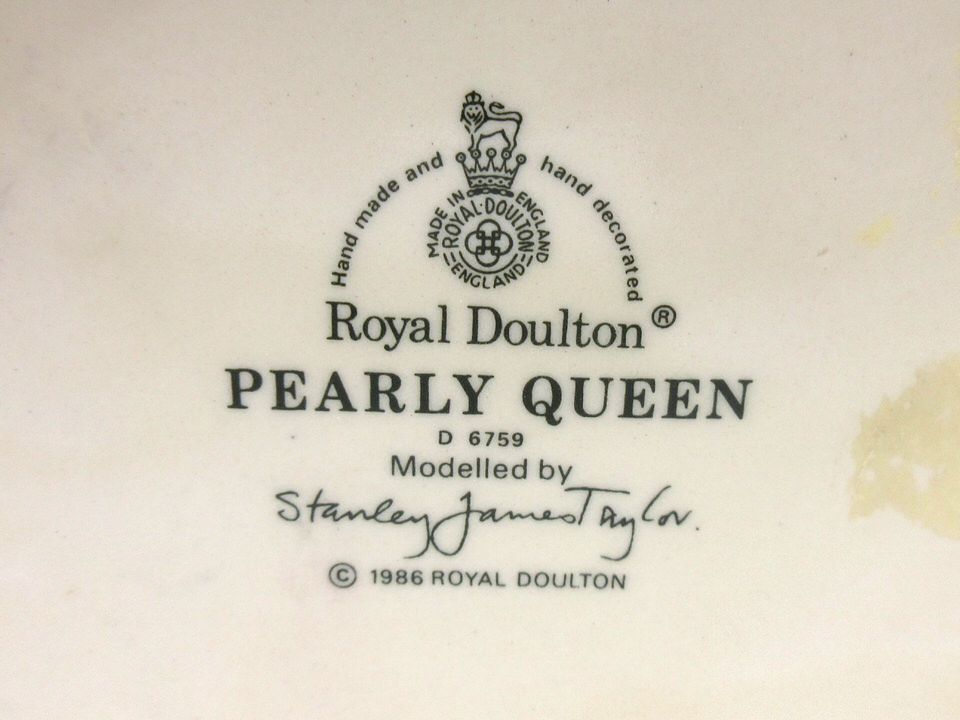 Hand made and hand decorated
MADE IN ENGLAND
ROYAL·DOULTON
ENGLAND
Royal Doulton®
PEARLY QUEEN
D 6759
Modelled by
Stanley James Taylor.
© 1986 ROYAL DOULTON